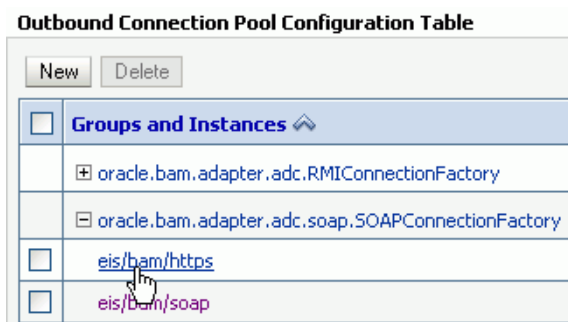 Outbound Connection Pool Configuration Table
New Delete
Groups and Instances
oracle.bam.adapter.adc.RMIConnectionFactory
oracle.bam.adapter.adc.soap.SOAPConnectionFactory
eis/bam/https
eis/bam/soap